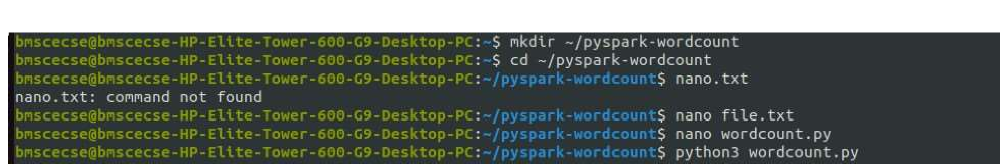 bmscecse@bmscecse-HP-Elite-Tower-600-G9-Desktop-PC:~$ mkdir ~/pyspark-wordcount
bmscecse@bmscecse-HP-Elite-Tower-600-G9-Desktop-PC:~$ cd ~/pyspark-wordcount
bmscecse@bmscecse-HP-Elite-Tower-600-G9-Desktop-PC:~/pyspark-wordcount$ nano.txt
nano.txt: command not found
bmscecse@bmscecse-HP-Elite-Tower-600-G9-Desktop-PC:~/pyspark-wordcount$ nano file.txt
bmscecse@bmscecse-HP-Elite-Tower-600-G9-Desktop-PC:~/pyspark-wordcount$ nano wordcount.py
bmscecse@bmscecse-HP-Elite-Tower-600-G9-Desktop-PC:~/pyspark-wordcount$ python3 wordcount.py